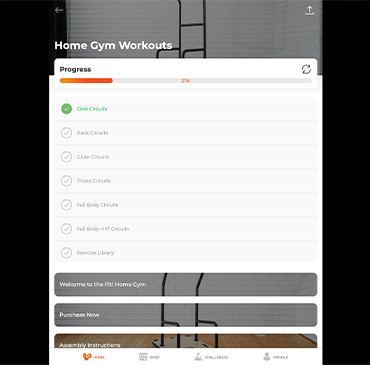 Home Gym Workouts
Progress
21%
Core Circuits
Back Circuits
Glute Circuits
Tricep Circuits
Full Body Circuits
Full Body HIIT Circuits
Exercise Library
Welcome to the Fit! Home Gym
Purchase Now
Assembly Instructions
HOME SHOP CHALLENGES PROFILE